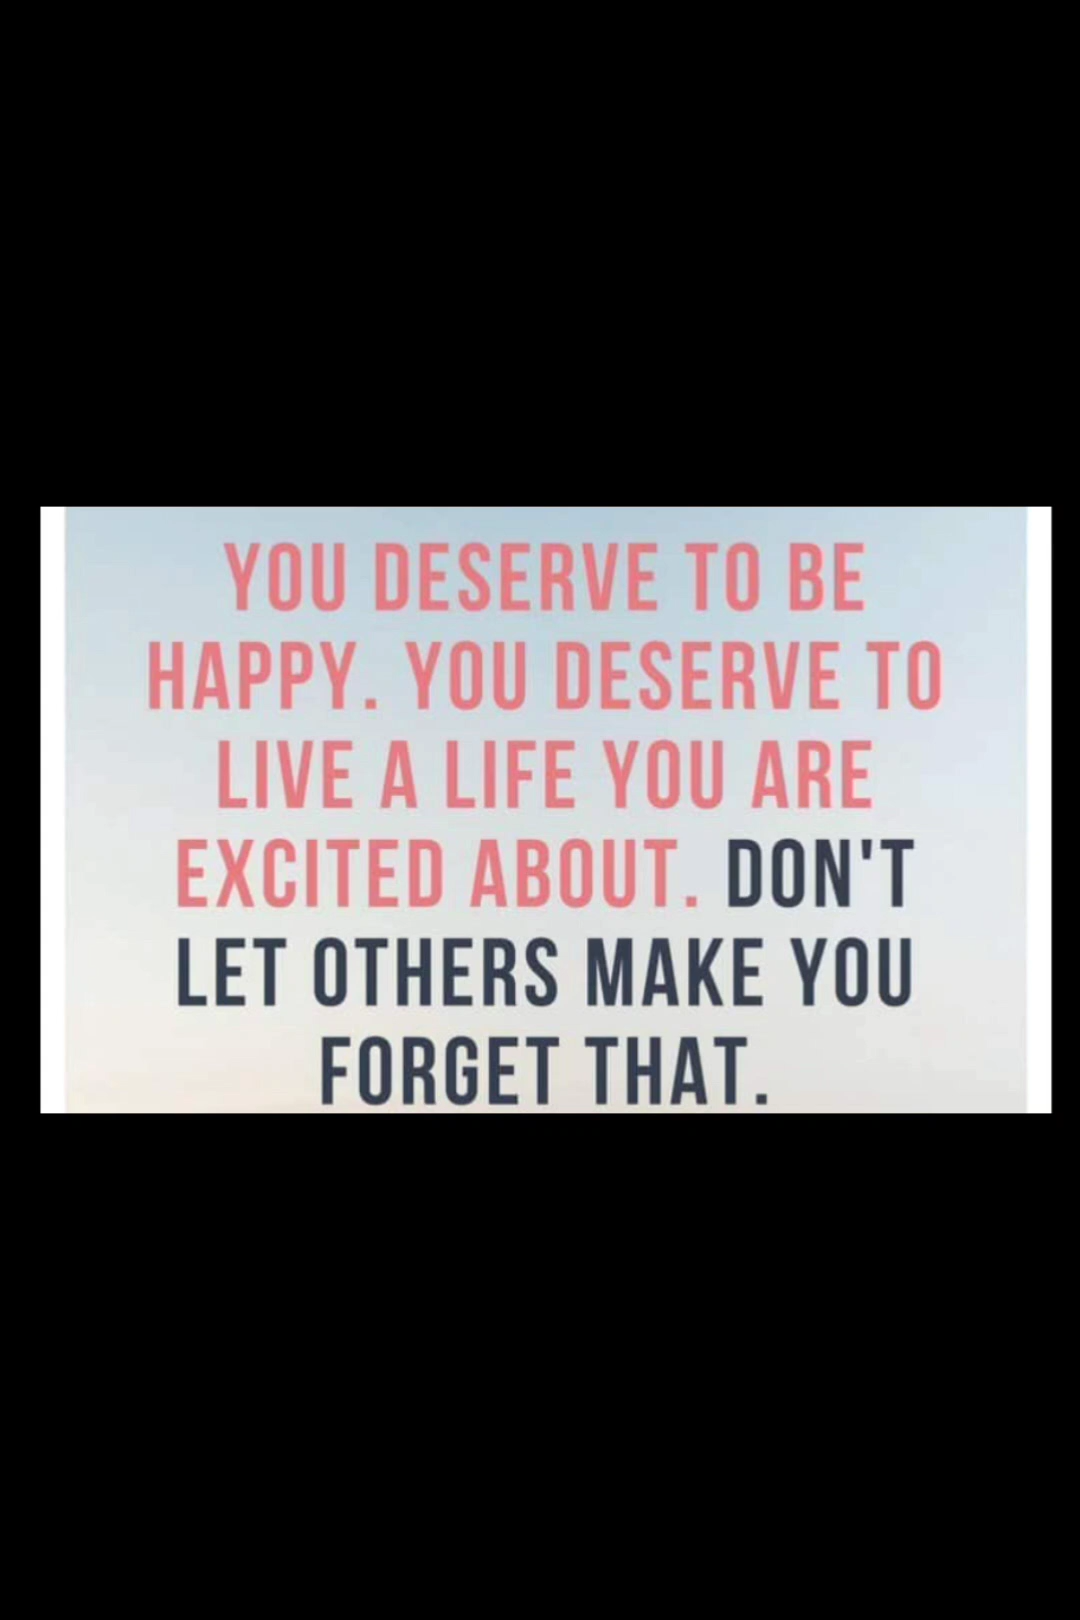 YOU DESERVE TO BE
HAPPY. YOU DESERVE TO
LIVE A LIFE YOU ARE
EXCITED ABOUT. DON'T
LET OTHERS MAKE YOU
FORGET THAT.